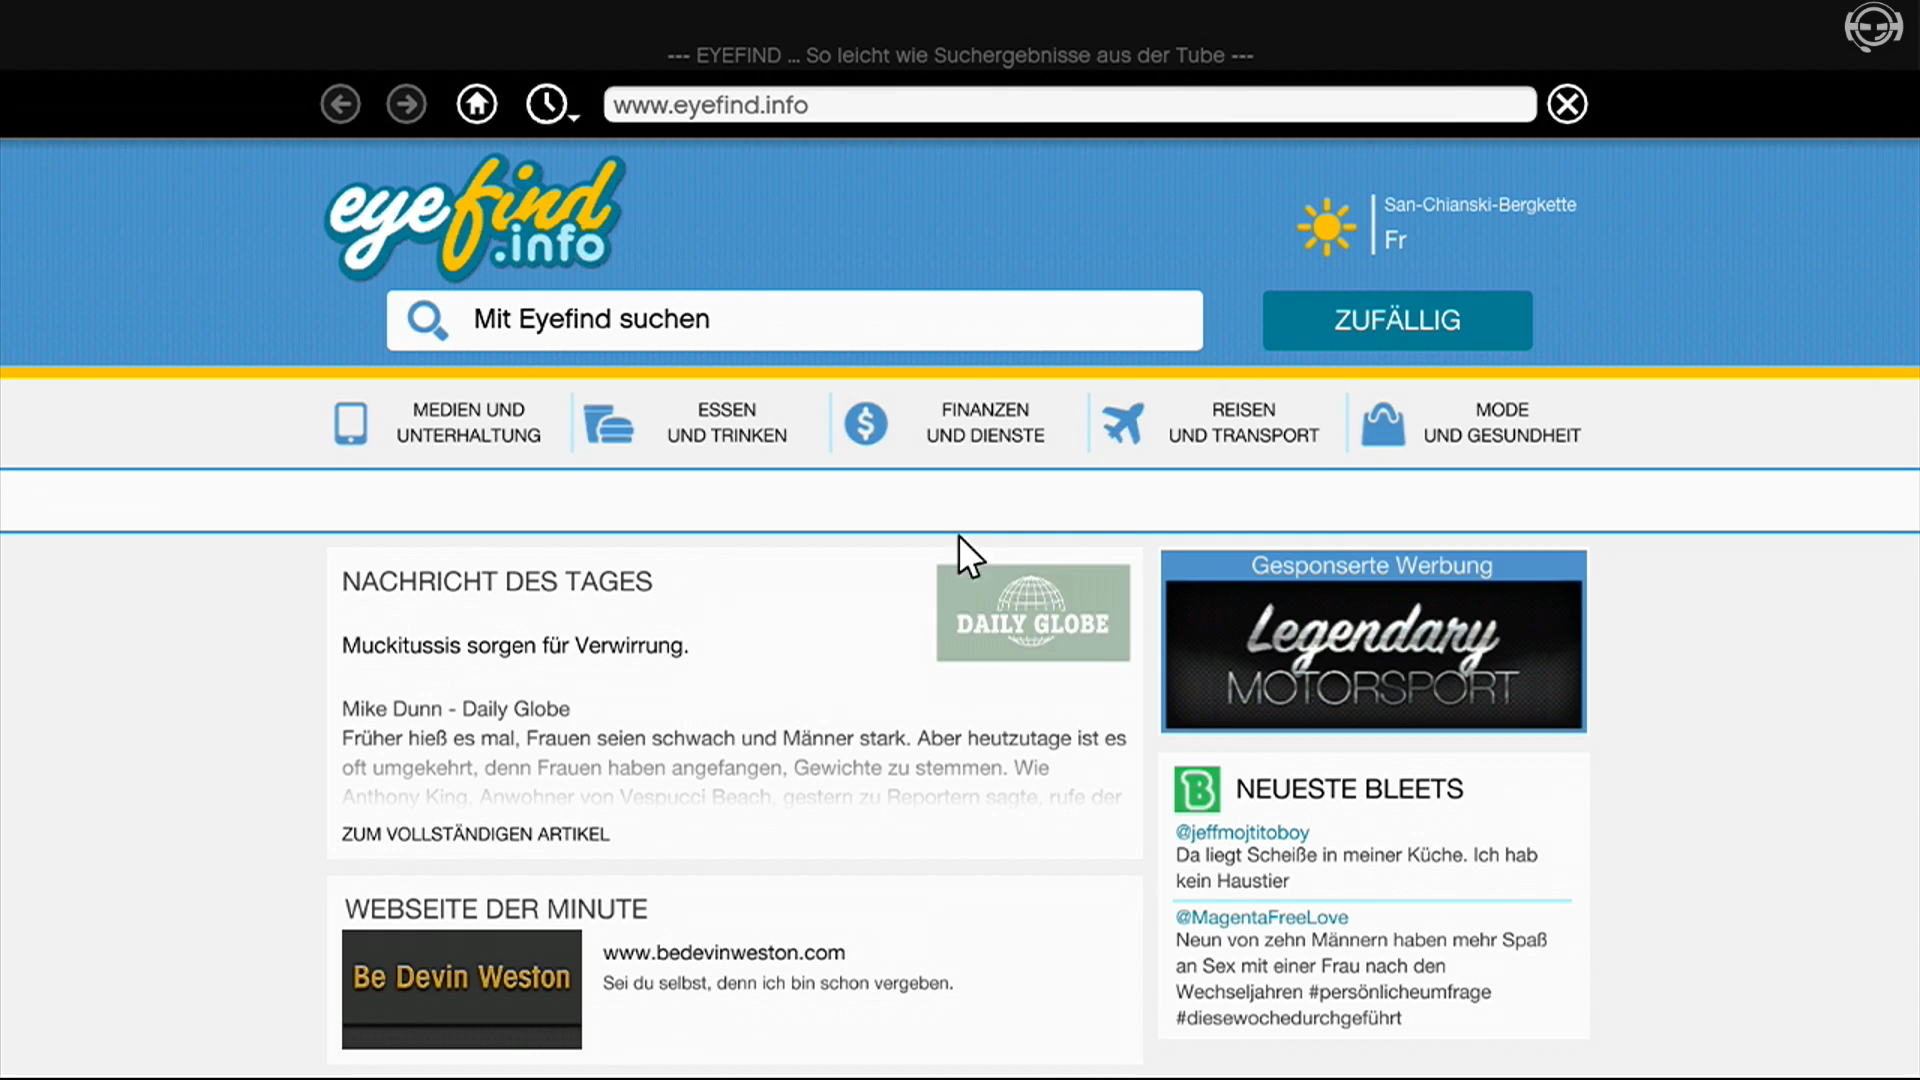 --- EYEFIND ... So leicht wie Suchergebnisse aus der Tube ---
www.eyefind.info
eyefind
.info
San-Chianski-Bergkette
Fr
Mit Eyefind suchen
ZUFÄLLIG
MEDIEN UND
UNTERHALTUNG
ESSEN
UND TRINKEN
FINANZEN
UND DIENSTE
REISEN
UND TRANSPORT
MODE
UND GESUNDHEIT
NACHRICHT DES TAGES
DAILY GLOBE
Muckitussis sorgen für Verwirrung.
Mike Dunn - Daily Globe
Früher hieß es mal, Frauen seien schwach und Männer stark. Aber heutzutage ist es
oft umgekehrt, denn Frauen haben angefangen, Gewichte zu stemmen. Wie
Anthony King, Anwohner von Vespucci Beach, gestern zu Reportern sagte, rufe der
ZUM VOLLSTÄNDIGEN ARTIKEL
WEBSEITE DER MINUTE
Be Devin Weston
www.bedevinweston.com
Sei du selbst, denn ich bin schon vergeben.
Gesponserte Werbung
Legendary
MOTORSPORT
B
NEUESTE BLEETS
@jeffmojtitoboy
Da liegt Scheiße in meiner Küche. Ich hab
kein Haustier
@MagentaFreeLove
Neun von zehn Männern haben mehr Spaß
an Sex mit einer Frau nach den
Wechseljahren #persönlicheumfrage
#diesewochedurchgeführt